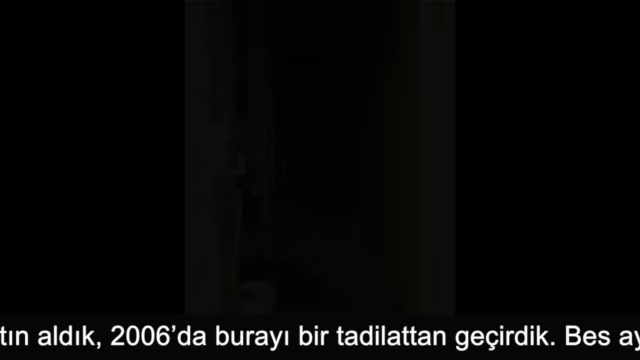 tın aldık, 2006’da burayı bir tadilattan geçirdik. Bes ay